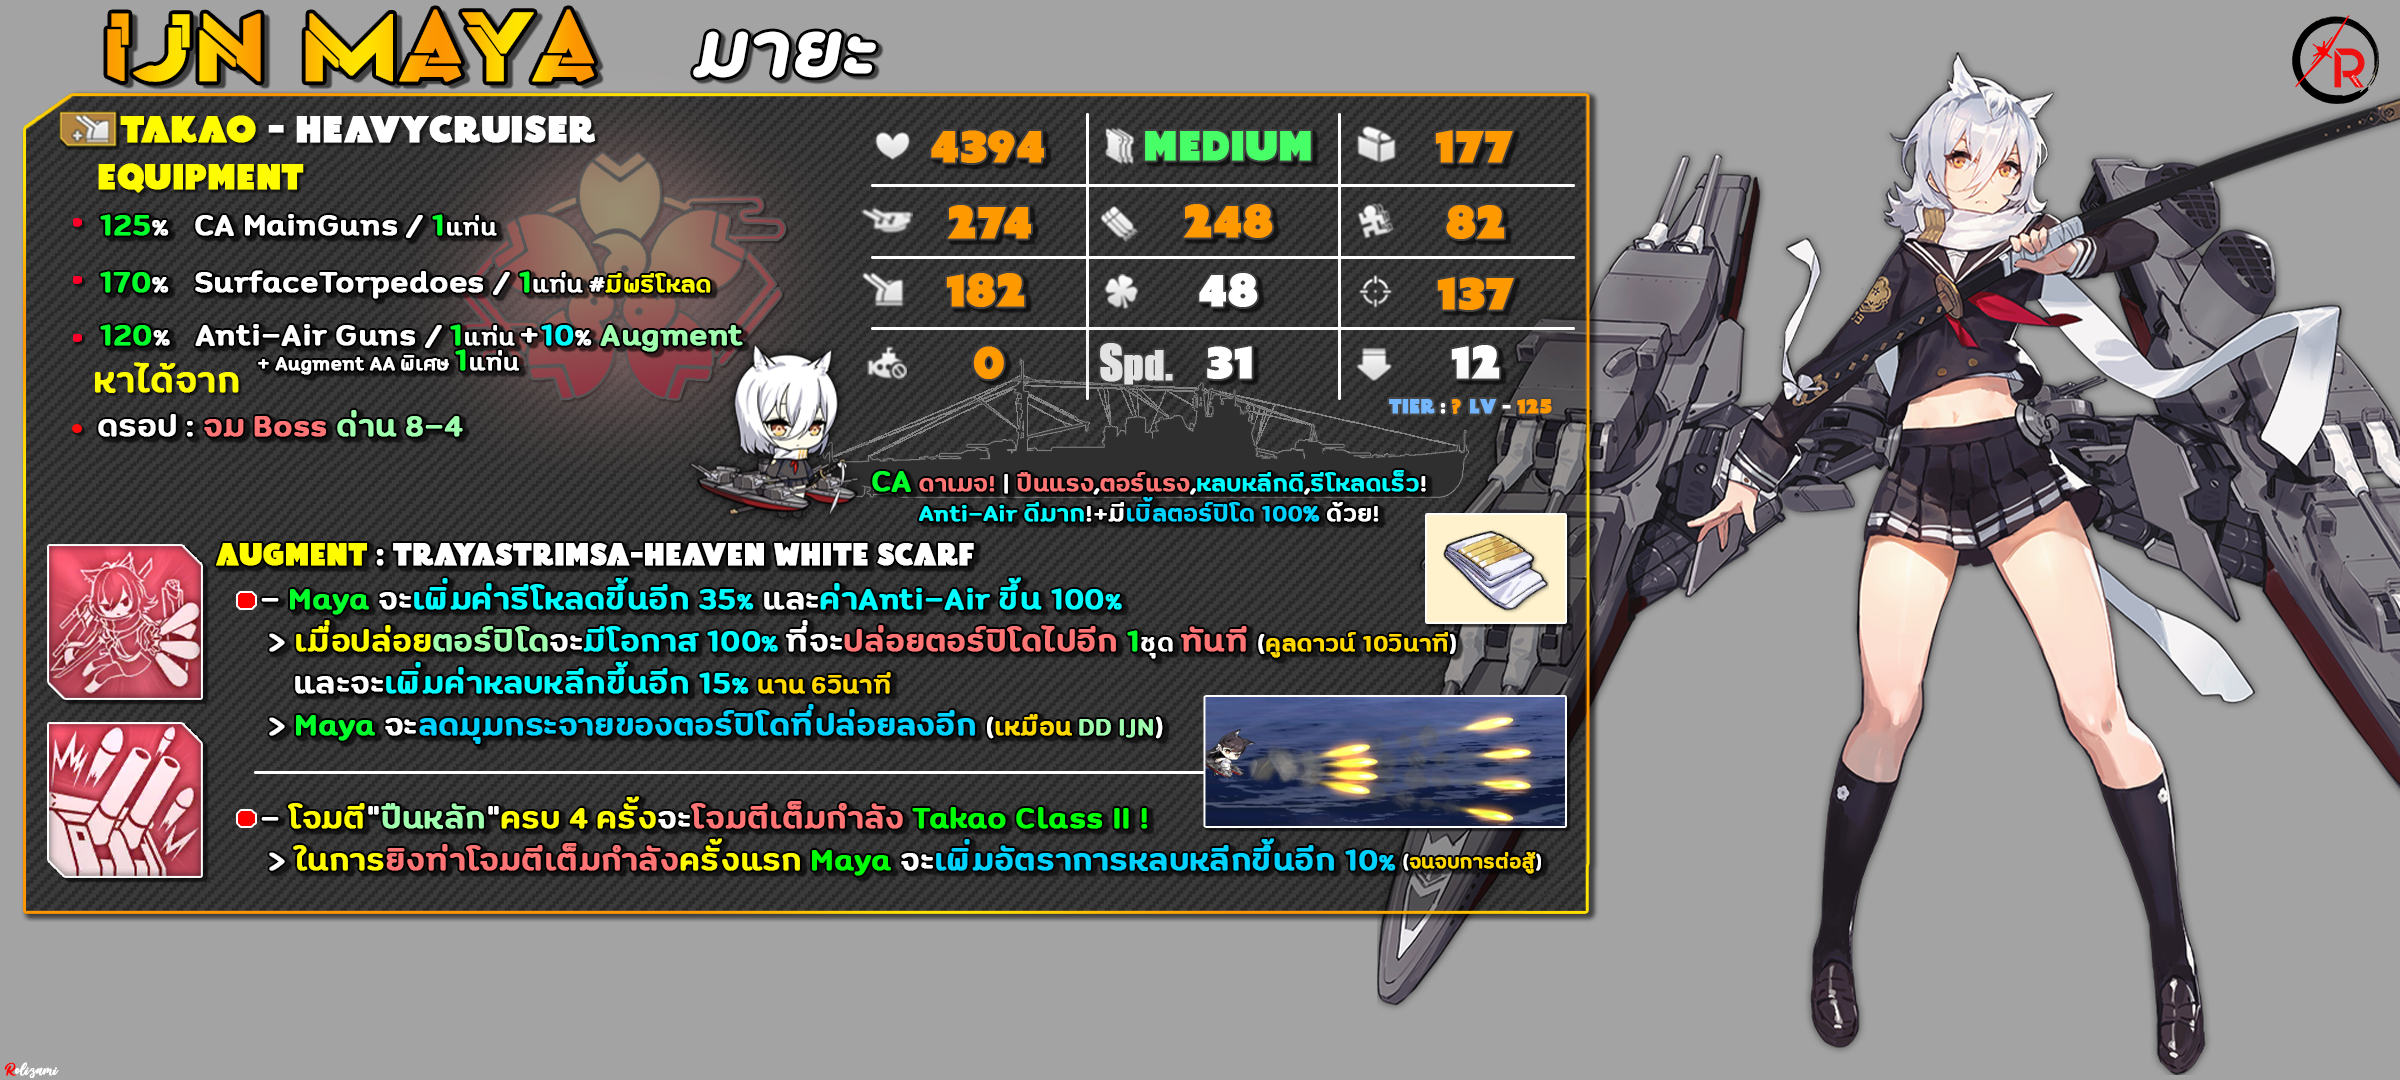 IJN MAYA มายะ
R
TAKAO - HEAVYCRUISER
EQUIPMENT
125% CA MainGuns / 1แท่น
170% SurfaceTorpedoes / 1แท่น #มีพรีโหลด
120% Anti-Air Guns / 1แท่น +10% Augment
+ Augment AA พิเศษ 1แท่น
หาได้จาก
ดรอป : จม Boss ด่าน 8-4
4394 MEDIUM 177
274 248 82
182 48 137
0 Spd. 31 12
TIER : ? LV - 125
CA ดาเมจ! | ปืนแรง,ตอร์แรง,หลบหลีกดี,รีโหลดเร็ว!
Anti-Air ดีมาก!+มีเบิ้ลตอร์ปิโด 100% ด้วย!
AUGMENT : TRAYASTRIMSA-HEAVEN WHITE SCARF
- Maya จะเพิ่มค่ารีโหลดขึ้นอีก 35% และค่าAnti-Air ขึ้น 100%
> เมื่อปล่อยตอร์ปิโดจะมีโอกาส 100% ที่จะปล่อยตอร์ปิโดไปอีก 1ชุด ทันที (คูลดาวน์ 10วินาที)
และจะเพิ่มค่าหลบหลีกขึ้นอีก 15% นาน 6วินาที
> Maya จะลดมุมกระจายของตอร์ปิโดที่ปล่อยลงอีก (เหมือน DD IJN)
- โจมตี"ปืนหลัก"ครบ 4 ครั้งจะโจมตีเต็มกำลัง Takao Class II !
> ในการยิงท่าโจมตีเต็มกำลังครั้งแรก Maya จะเพิ่มอัตราการหลบหลีกขึ้นอีก 10% (จนจบการต่อสู้)
Rolizami